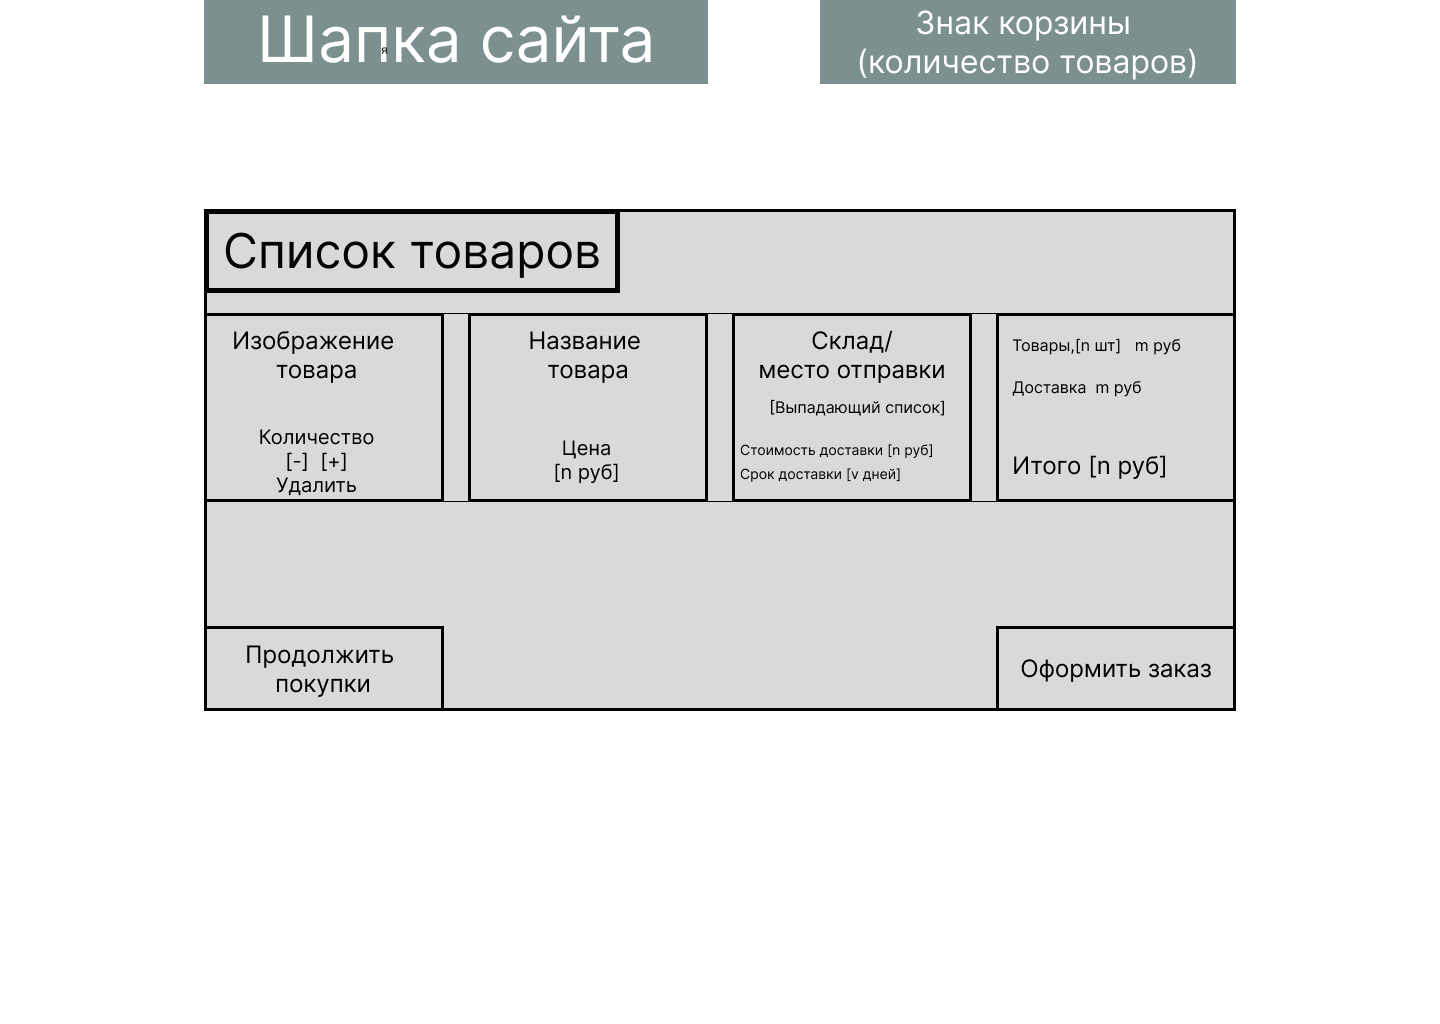 Шапка сайта
я
Знак корзины
(количество товаров)
Список товаров
Изображение
товара
Количество
[-]  [+]
Удалить
Название
товара
Цена
[n руб]
Склад/
место отправки
[Выпадающий список]
Стоимость доставки [n руб]
Срок доставки [v дней]
Товары,[n шт]   m руб
Доставка  m руб
Итого [n руб]
Продолжить
покупки
Оформить заказ